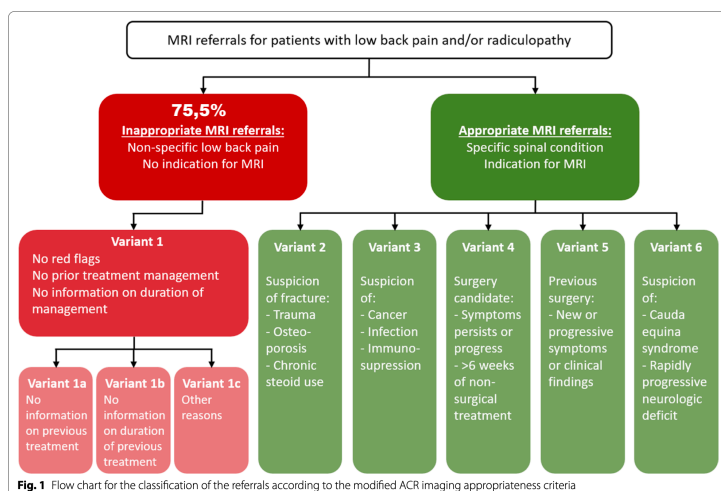 MRI referrals for patients with low back pain and/or radiculopathy
75,5%
Inappropriate MRI referrals:
Non-specific low back pain
No indication for MRI
Appropriate MRI referrals:
Specific spinal condition
Indication for MRI
Variant 1
No red flags
No prior treatment management
No information on duration of
management
Variant 1a
No
information
on previous
treatment
Variant 1b
No
information
on duration
of previous
treatment
Variant 1c
Other
reasons
Variant 2
Suspicion
of fracture:
- Trauma
- Osteo-
porosis
- Chronic
steoid use
Variant 3
Suspicion
of:
- Cancer
- Infection
- Immuno-
supression
Variant 4
Surgery
candidate:
- Symptoms
persists or
progress
- >6 weeks
of non-
surgical
treatment
Variant 5
Previous
surgery:
- New or
progressive
symptoms
or clinical
findings
Variant 6
Suspicion
of:
- Cauda
equina
syndrome
- Rapidly
progressive
neurologic
deficit
Fig. 1 Flow chart for the classification of the referrals according to the modified ACR imaging appropriateness criteria